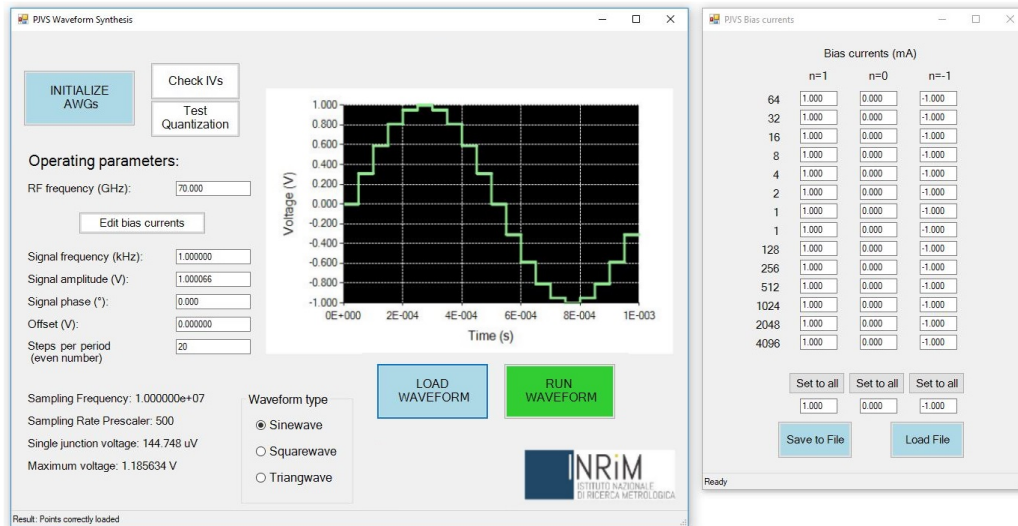 PJVS Waveform Synthesis
INITIALIZE
AWGs
Check IVs
Test
Quantization
Operating parameters:
RF frequency (GHz): 70.000
Edit bias currents
Signal frequency (kHz): 1.000000
Signal amplitude (V): 1.000066
Signal phase (°): 0.000
Offset (V): 0.000000
Steps per period 20
(even number)
Sampling Frequency: 1.000000e+07
Sampling Rate Prescaler: 500
Single junction voltage: 144.748 uV
Maximum voltage: 1.185634 V
Voltage (V)
1.000
0.800
0.600
0.400
0.200
0.000
-0.200
-0.400
-0.600
-0.800
-1.000
0E+000 2E-004 4E-004 6E-004 8E-004 1E-003
Time (s)
LOAD
WAVEFORM
RUN
WAVEFORM
Waveform type
Sinewave
Squarewave
Triangwave
INRiM
ISTITUTO NAZIONALE
DI RICERCA METROLOGICA
Result: Points correctly loaded
PJVS Bias currents
Bias currents (mA)
n=1 n=0 n=-1
64 1.000 0.000 -1.000
32 1.000 0.000 -1.000
16 1.000 0.000 -1.000
8 1.000 0.000 -1.000
4 1.000 0.000 -1.000
2 1.000 0.000 -1.000
1 1.000 0.000 -1.000
1 1.000 0.000 -1.000
128 1.000 0.000 -1.000
256 1.000 0.000 -1.000
512 1.000 0.000 -1.000
1024 1.000 0.000 -1.000
2048 1.000 0.000 -1.000
4096 1.000 0.000 -1.000
Set to all Set to all Set to all
1.000 0.000 -1.000
Save to File
Load File
Ready